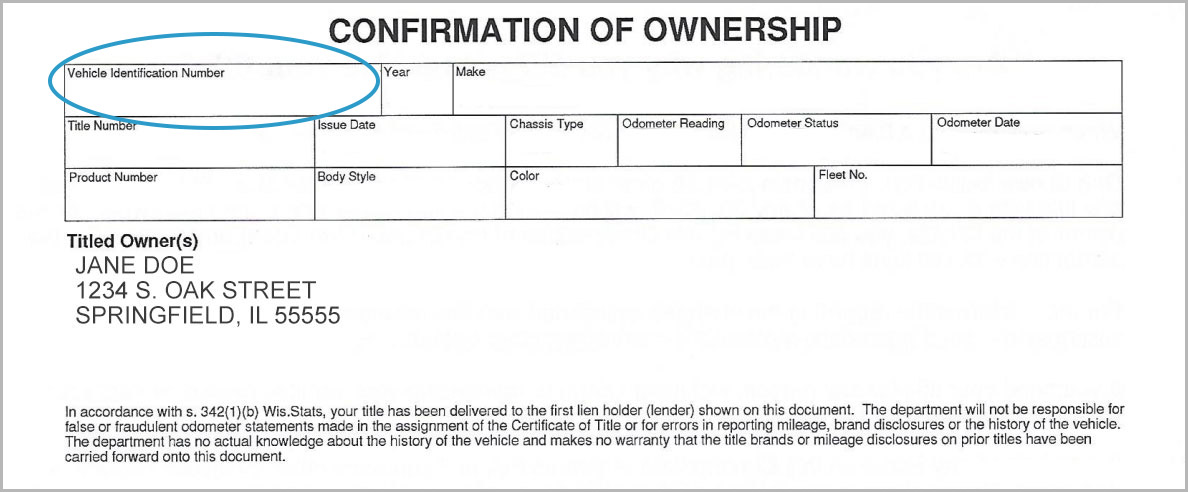 CONFIRMATION OF OWNERSHIP
Vehicle Identification Number Year Make
Title Number Issue Date Chassis Type Odometer Reading Odometer Status Odometer Date
Product Number Body Style Color Fleet No.
Titled Owner(s)
JANE DOE
1234 S. OAK STREET
SPRINGFIELD, IL 55555
In accordance with s. 342(1)(b) Wis.Stats, your title has been delivered to the first lien holder (lender) shown on this document. The department will not be responsible for
false or fraudulent odometer statements made in the assignment of the Certificate of Title or for errors in reporting mileage, brand disclosures or the history of the vehicle.
The department has no actual knowledge about the history of the vehicle and makes no warranty that the title brands or mileage disclosures on prior titles have been
carried forward onto this document.